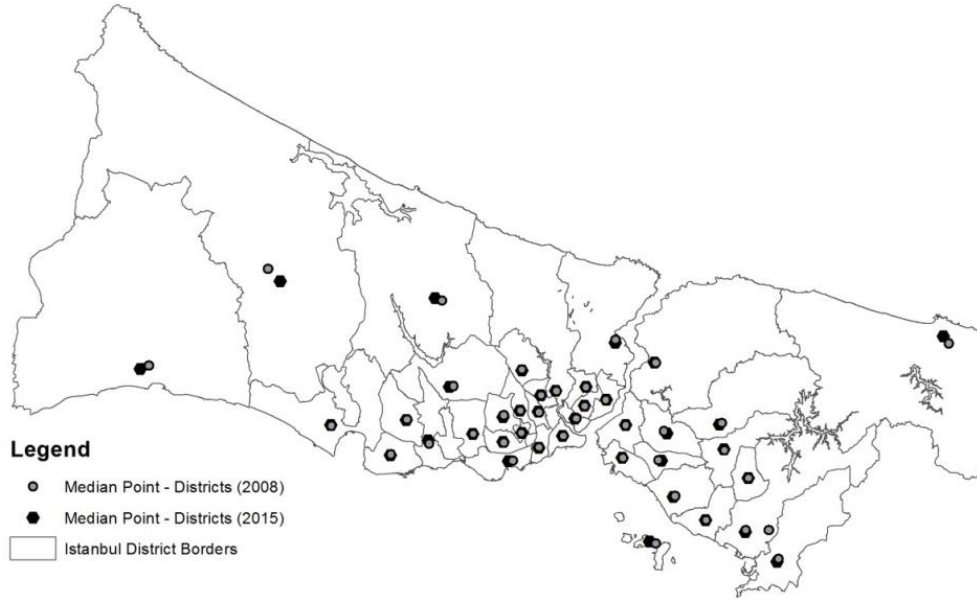 Legend
Median Point - Districts (2008)
Median Point - Districts (2015)
Istanbul District Borders